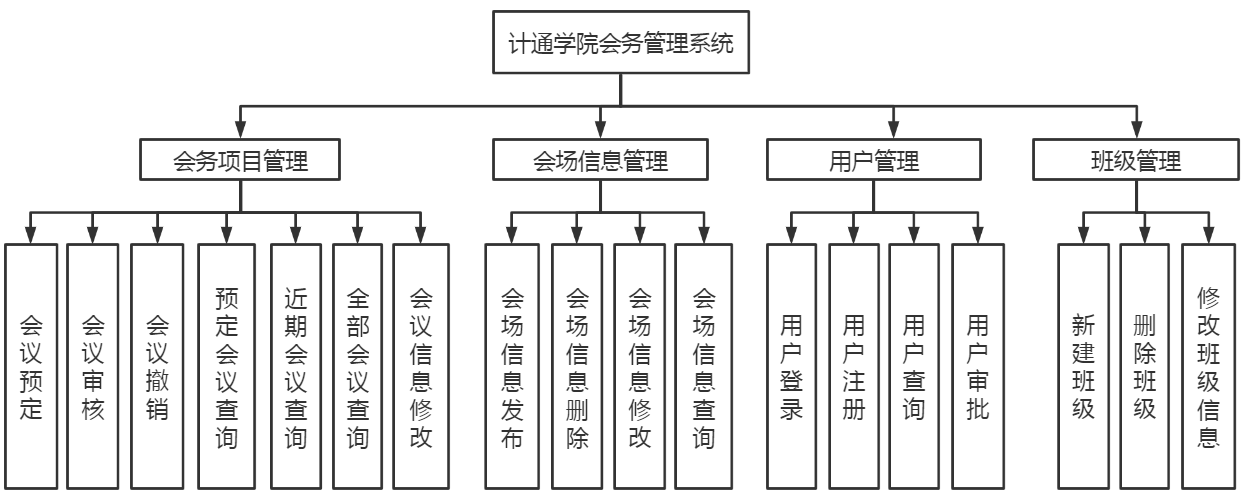 计通学院会务管理系统
会务项目管理
会场信息管理
用户管理
班级管理
会议预定
会议审核
会议撤销
预定会议查询
近期会议查询
全部会议查询
会议信息修改
会场信息发布
会场信息删除
会场信息修改
会场信息查询
用户登录
用户注册
用户查询
用户审批
新建班级
删除班级
修改班级信息